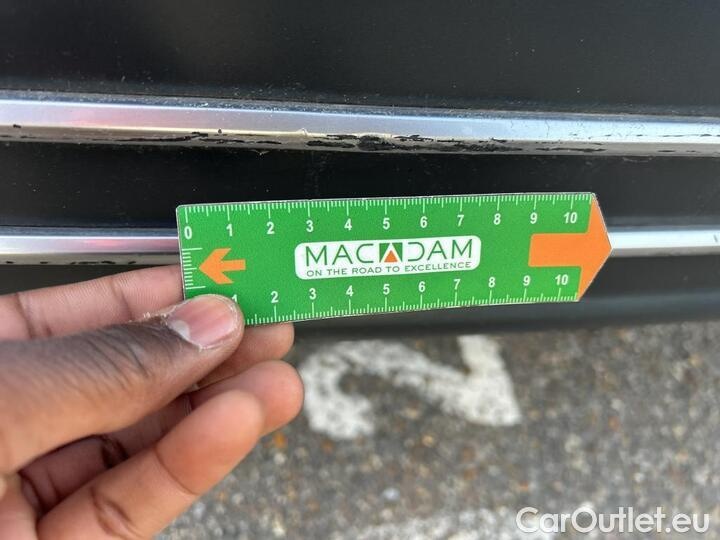 0 1 2 3 4 5 6 7 8 9 10
MACADAM
ON THE ROAD TO EXCELLENCE
1 2 3 4 5 6 7 8 9 10
2
CarOutlet.eu